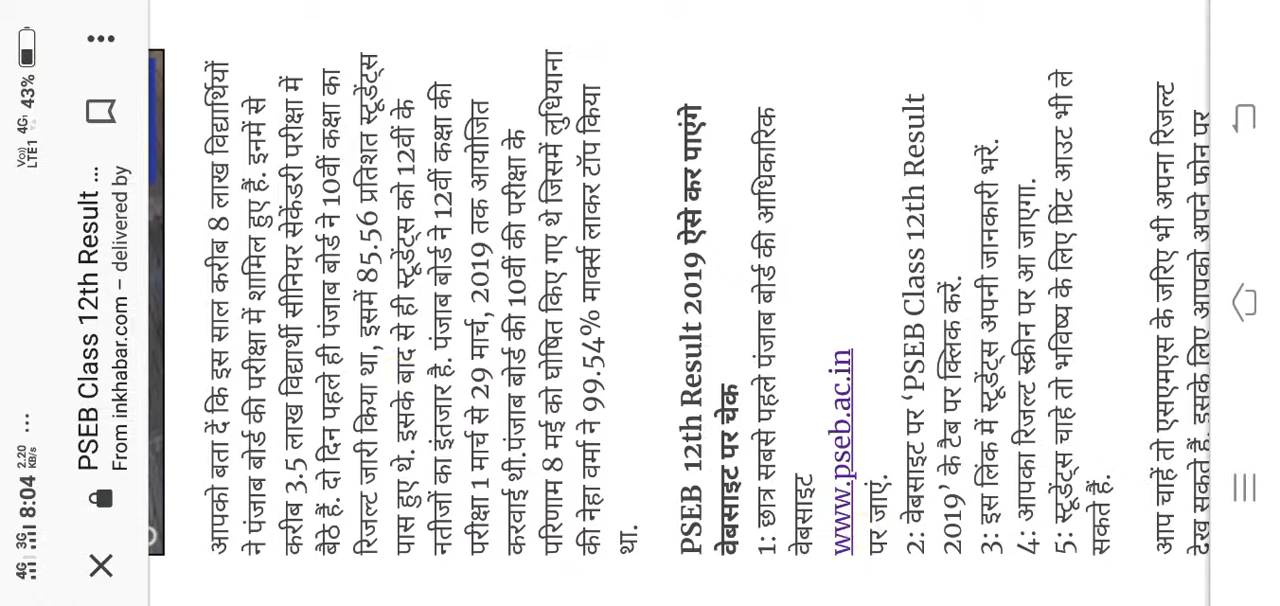 4G 3G 8:04 2.20 KB/s ... Vo)) LTE1 4G 43%
PSEB Class 12th Result ...
From inkhabar.com – delivered by
आपको बता दें कि इस साल करीब 8 लाख विद्यार्थियों
ने पंजाब बोर्ड की परीक्षा में शामिल हुए हैं. इनमें से
करीब 3.5 लाख विद्यार्थी सीनियर सेकेंडरी परीक्षा में
बैठे हैं. दो दिन पहले ही पंजाब बोर्ड ने 10वीं कक्षा का
रिजल्ट जारी किया था, इसमें 85.56 प्रतिशत स्टूडेंट्स
पास हुए थे. इसके बाद से ही स्टूडेंट्स को 12वीं के
नतीजों का इंतजार है. पंजाब बोर्ड ने 12वीं कक्षा की
परीक्षा 1 मार्च से 29 मार्च, 2019 तक आयोजित
करवाई थी.पंजाब बोर्ड की 10वीं की परीक्षा के
परिणाम 8 मई को घोषित किए गए थे जिसमें लुधियाना
की नेहा वर्मा ने 99.54% मार्क्स लाकर टॉप किया
था.
PSEB 12th Result 2019 ऐसे कर पाएंगे
वेबसाइट पर चेक
1: छात्र सबसे पहले पंजाब बोर्ड की आधिकारिक
वेबसाइट
www.pseb.ac.in
पर जाएं.
2: वेबसाइट पर ‘PSEB Class 12th Result
2019’ के टैब पर क्लिक करें.
3: इस लिंक में स्टूडेंट्स अपनी जानकारी भरें.
4: आपका रिजल्ट स्क्रीन पर आ जाएगा.
5: स्टूडेंट्स चाहे तो भविष्य के लिए प्रिंट आउट भी ले
सकते हैं.
आप चाहें तो एसएमएस के जरिए भी अपना रिजल्ट
देख सकते हैं. इसके लिए आपको अपने फोन पर